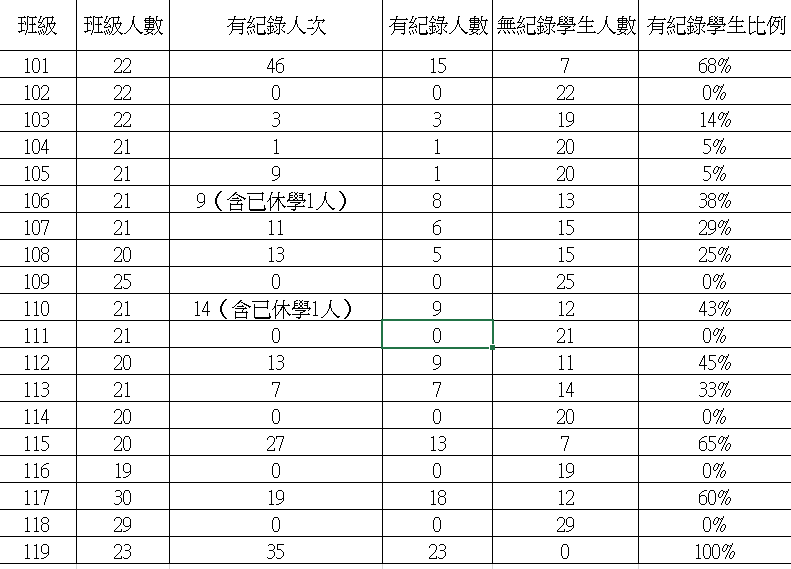 班級 班級人數 有紀錄人次 有紀錄人數 無紀錄學生人數 有紀錄學生比例
101 22 46 15 7 68%
102 22 0 0 22 0%
103 22 3 3 19 14%
104 21 1 1 20 5%
105 21 9 1 20 5%
106 21 9（含已休學1人） 8 13 38%
107 21 11 6 15 29%
108 20 13 5 15 25%
109 25 0 0 25 0%
110 21 14（含已休學1人） 9 12 43%
111 21 0 0 21 0%
112 20 13 9 11 45%
113 21 7 7 14 33%
114 20 0 0 20 0%
115 20 27 13 7 65%
116 19 0 0 19 0%
117 30 19 18 12 60%
118 29 0 0 29 0%
119 23 35 23 0 100%